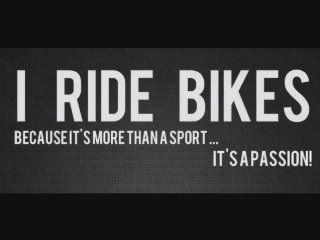 I RIDE BIKES
BECAUSE IT'S MORE THAN A SPORT ...
IT'S A PASSION!